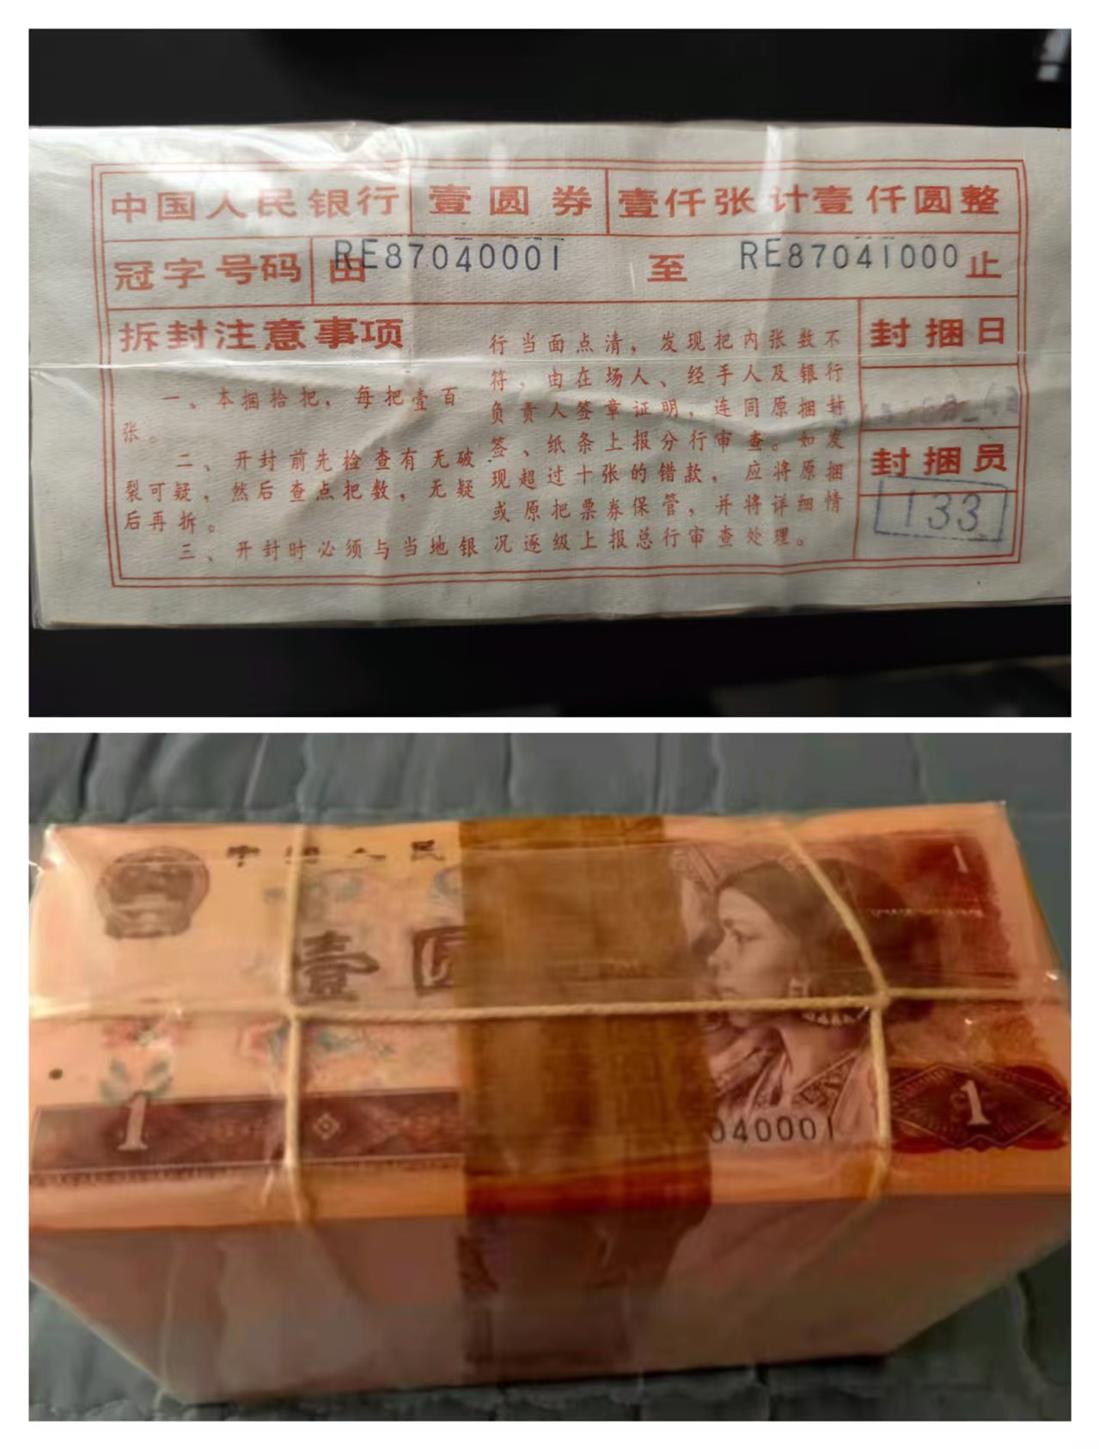 中国人民银行 壹圆券 壹仟张计壹仟圆整
冠字号码 由 RE87040001 至 RE87041000 止
拆封注意事项
一、本捆拾把，每把壹百
张。
二、开封前先检查有无破
裂可疑，然后查点把数，无疑
后再拆。
三、开封时必须与当地银
行当面点清，发现把内张数不
符，由在场人、经手人及银行
负责人签章证明，连同原捆封
签、纸条上报分行审查。如发
现超过十张的错款，应将原捆
或原把票券保管，并将详细情
况逐级上报总行审查处理。
封捆日
封捆员
133
中国人民
1
壹圆
1
040001
1